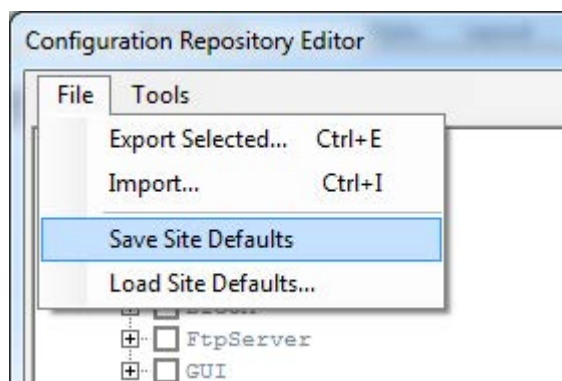 Configuration Repository Editor
File Tools
Export Selected... Ctrl+E
Import... Ctrl+I
Save Site Defaults
Load Site Defaults...
FtpServer
GUI